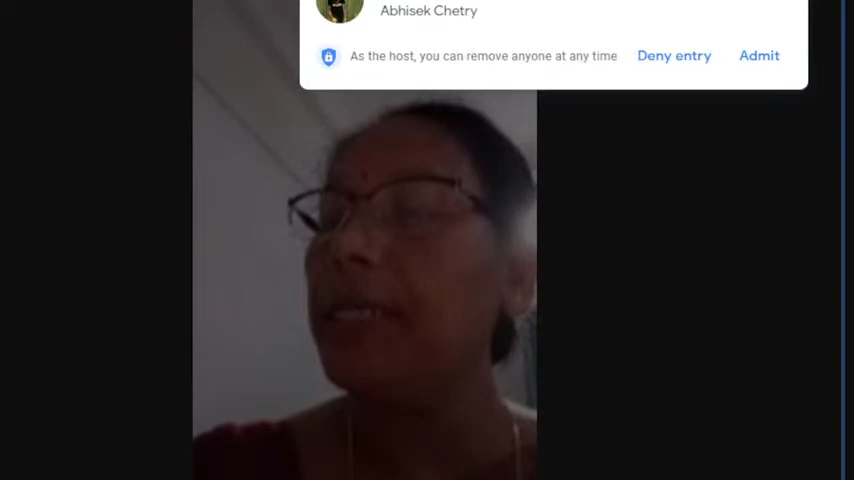 Abhisek Chetry
As the host, you can remove anyone at any time Deny entry Admit